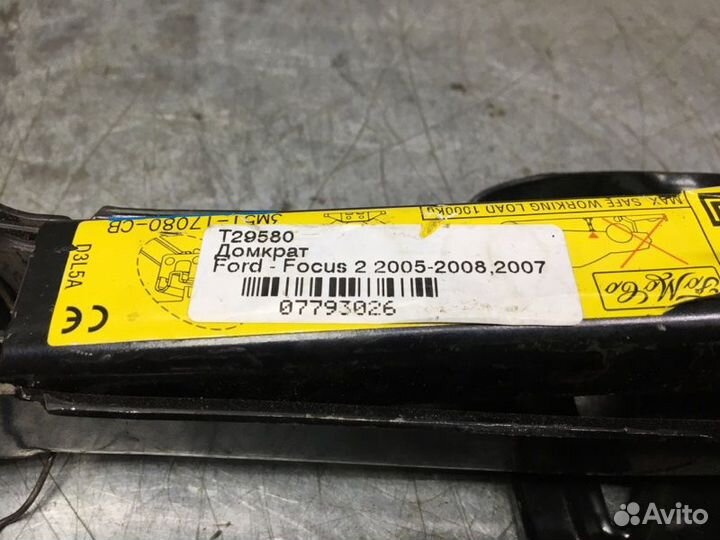 T29580
Домкрат
Ford - Focus 2 2005-2008,2007
07793026
3M51-17080-CB
D3L5A
CE
MAX SAFE WORKING LOAD 1000Kg
FoMoCo
Avito